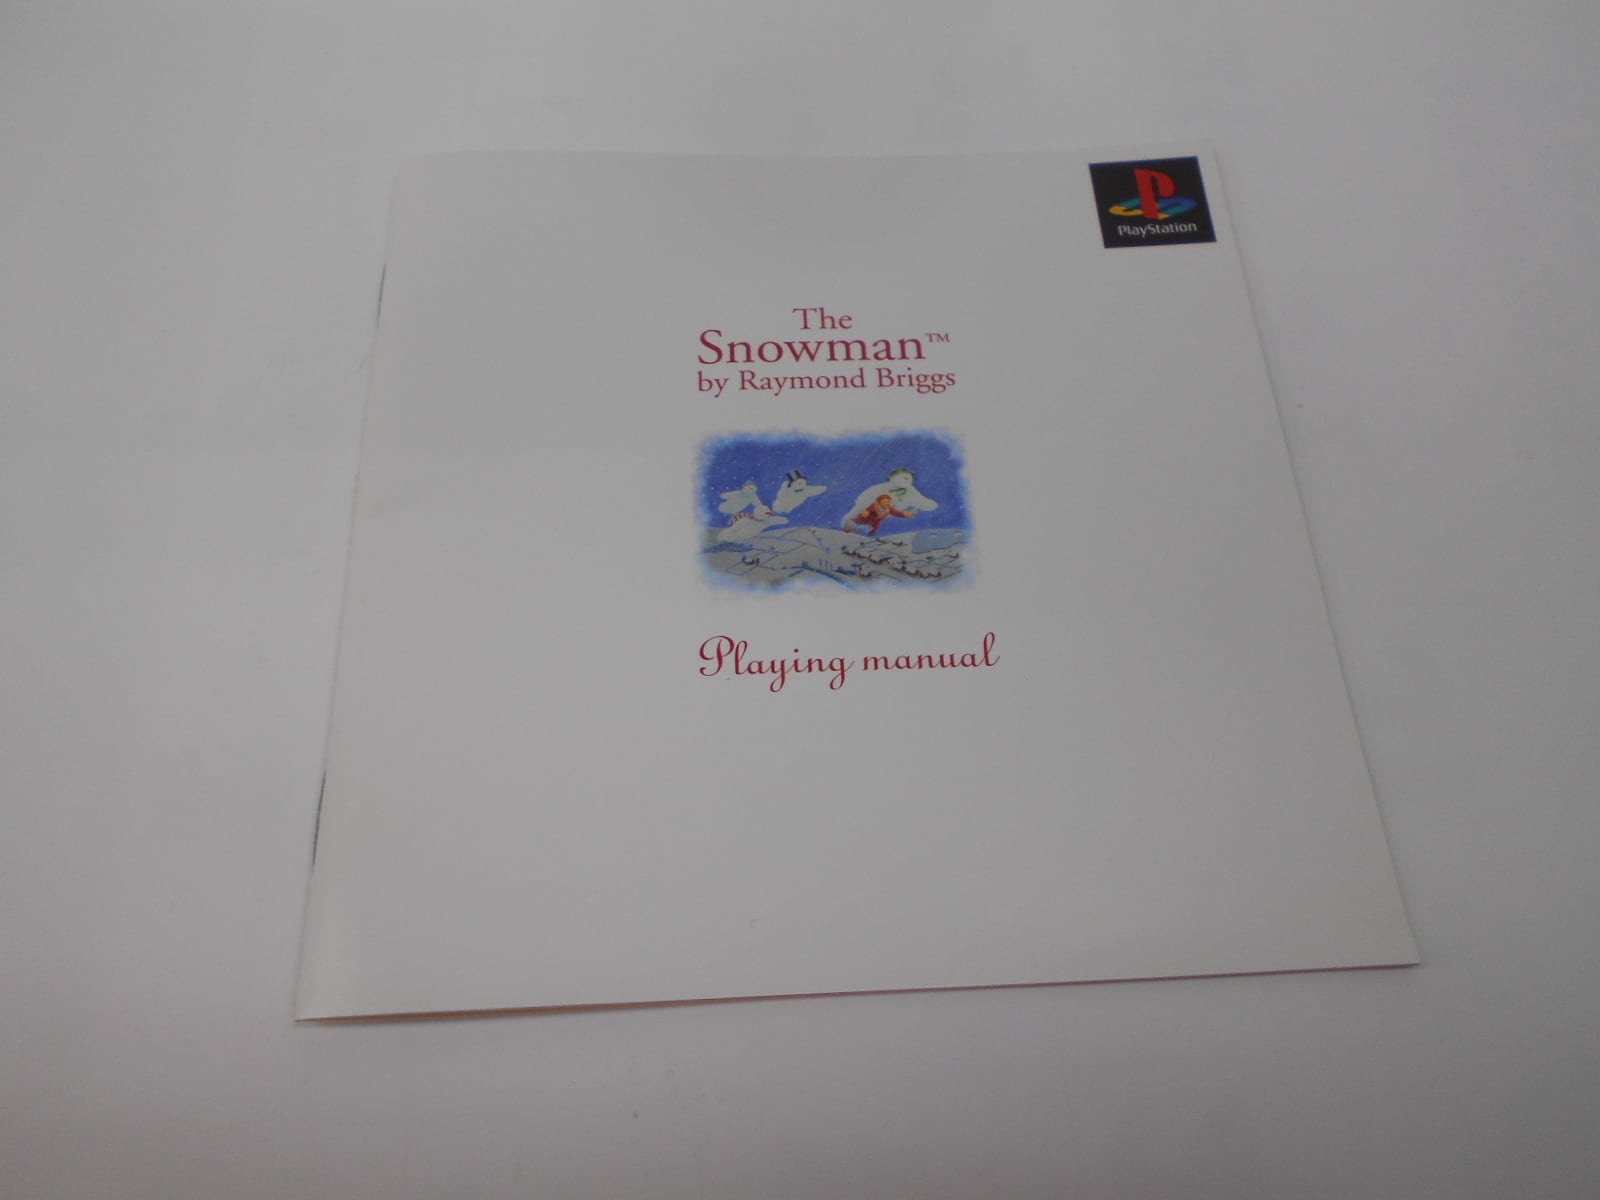 PlayStation
The
Snowman™
by Raymond Briggs
Playing manual